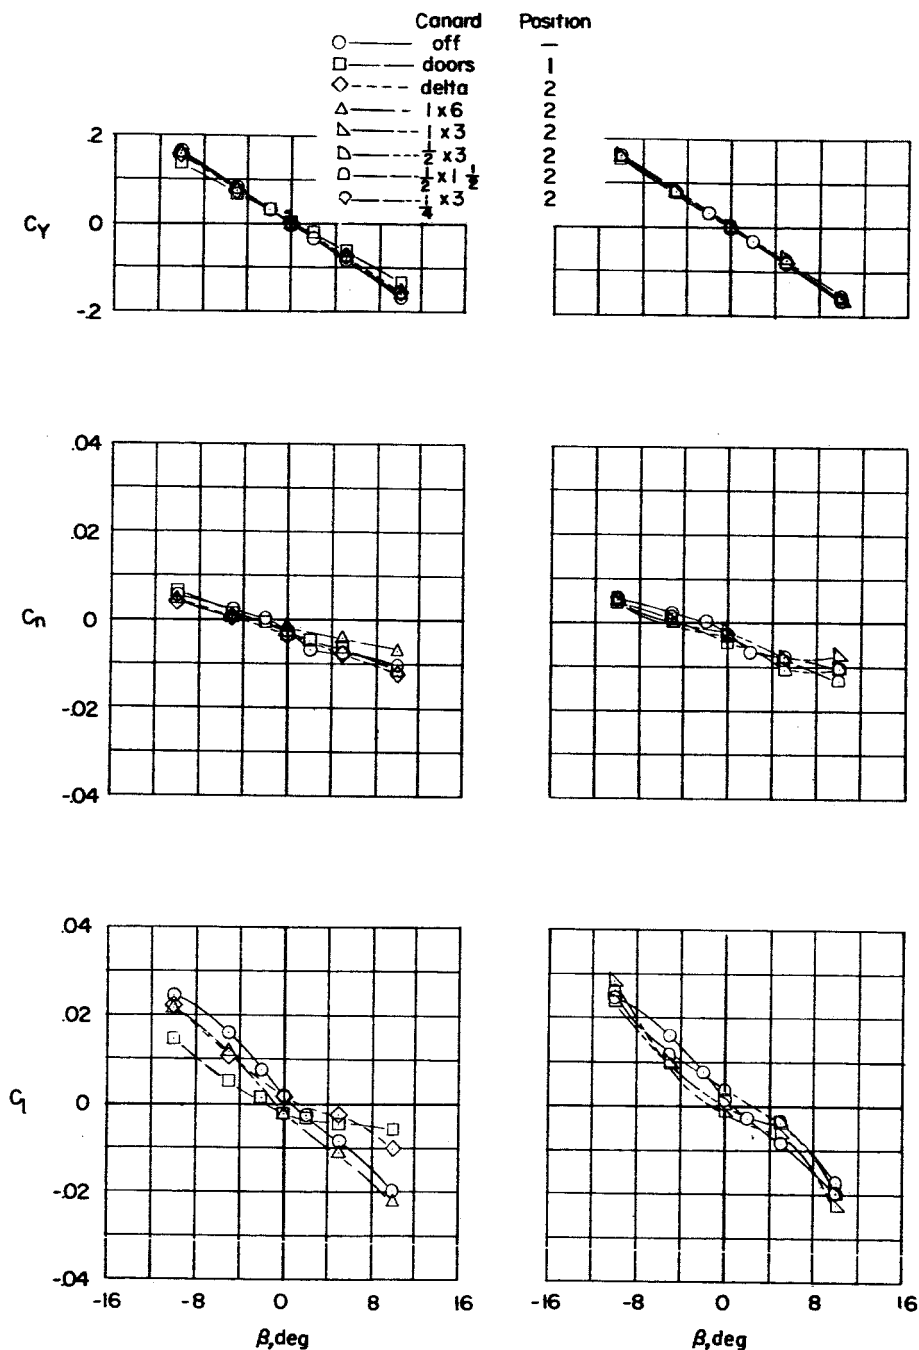 Canard Position
off –
doors 1
delta 2
1 x 6 2
1 x 3 2
1/2 x 3 2
1/2 x 1 1/2 2
1/4 x 3 2
.2
C_Y 0
-.2
.04
.02
C_n 0
-.02
-.04
.04
.02
C_l 0
-.02
-.04
-16 -8 0 8 16
-16 -8 0 8 16
β, deg
β, deg